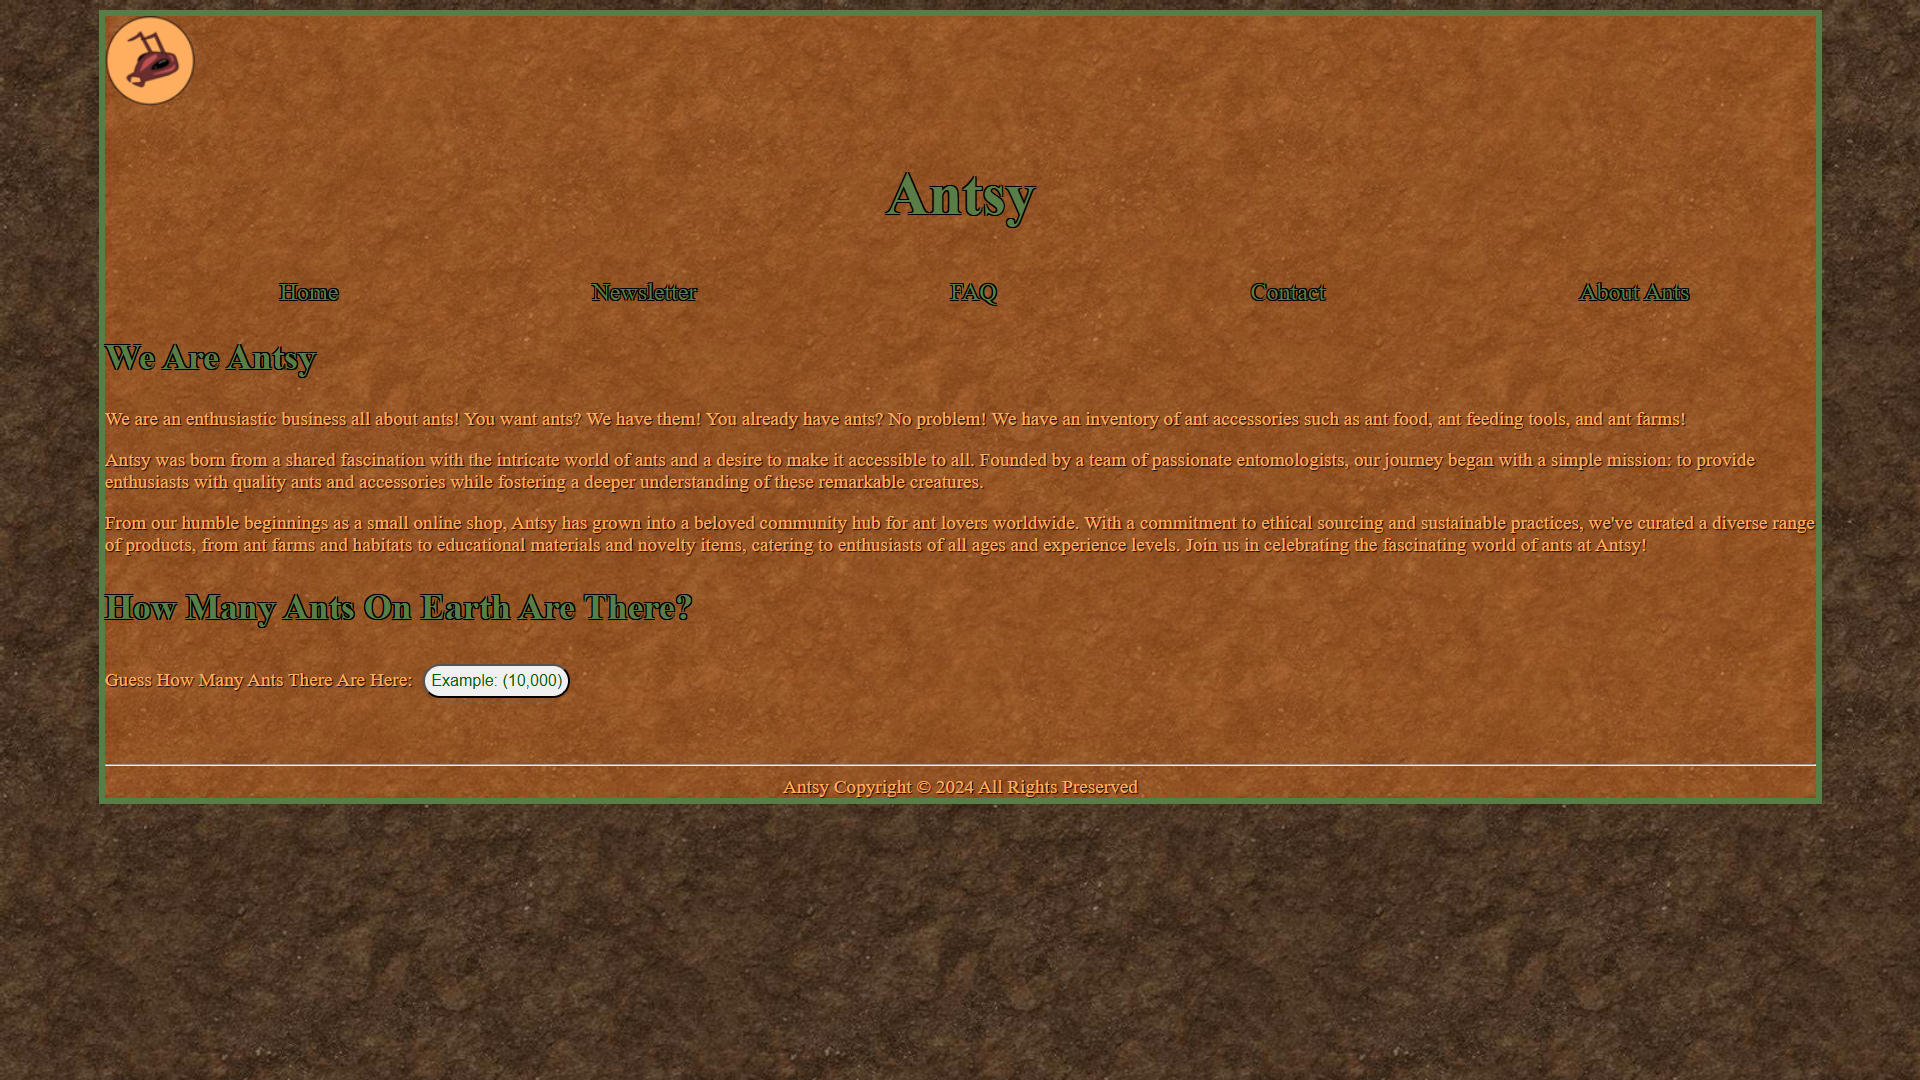 Antsy
Home Newsletter FAQ Contact About Ants
We Are Antsy
We are an enthusiastic business all about ants! You want ants? We have them! You already have ants? No problem! We have an inventory of ant accessories such as ant food, ant feeding tools, and ant farms!
Antsy was born from a shared fascination with the intricate world of ants and a desire to make it accessible to all. Founded by a team of passionate entomologists, our journey began with a simple mission: to provide
enthusiasts with quality ants and accessories while fostering a deeper understanding of these remarkable creatures.
From our humble beginnings as a small online shop, Antsy has grown into a beloved community hub for ant lovers worldwide. With a commitment to ethical sourcing and sustainable practices, we've curated a diverse range
of products, from ant farms and habitats to educational materials and novelty items, catering to enthusiasts of all ages and experience levels. Join us in celebrating the fascinating world of ants at Antsy!
How Many Ants On Earth Are There?
Guess How Many Ants There Are Here: Example: (10,000)
Antsy Copyright © 2024 All Rights Preserved